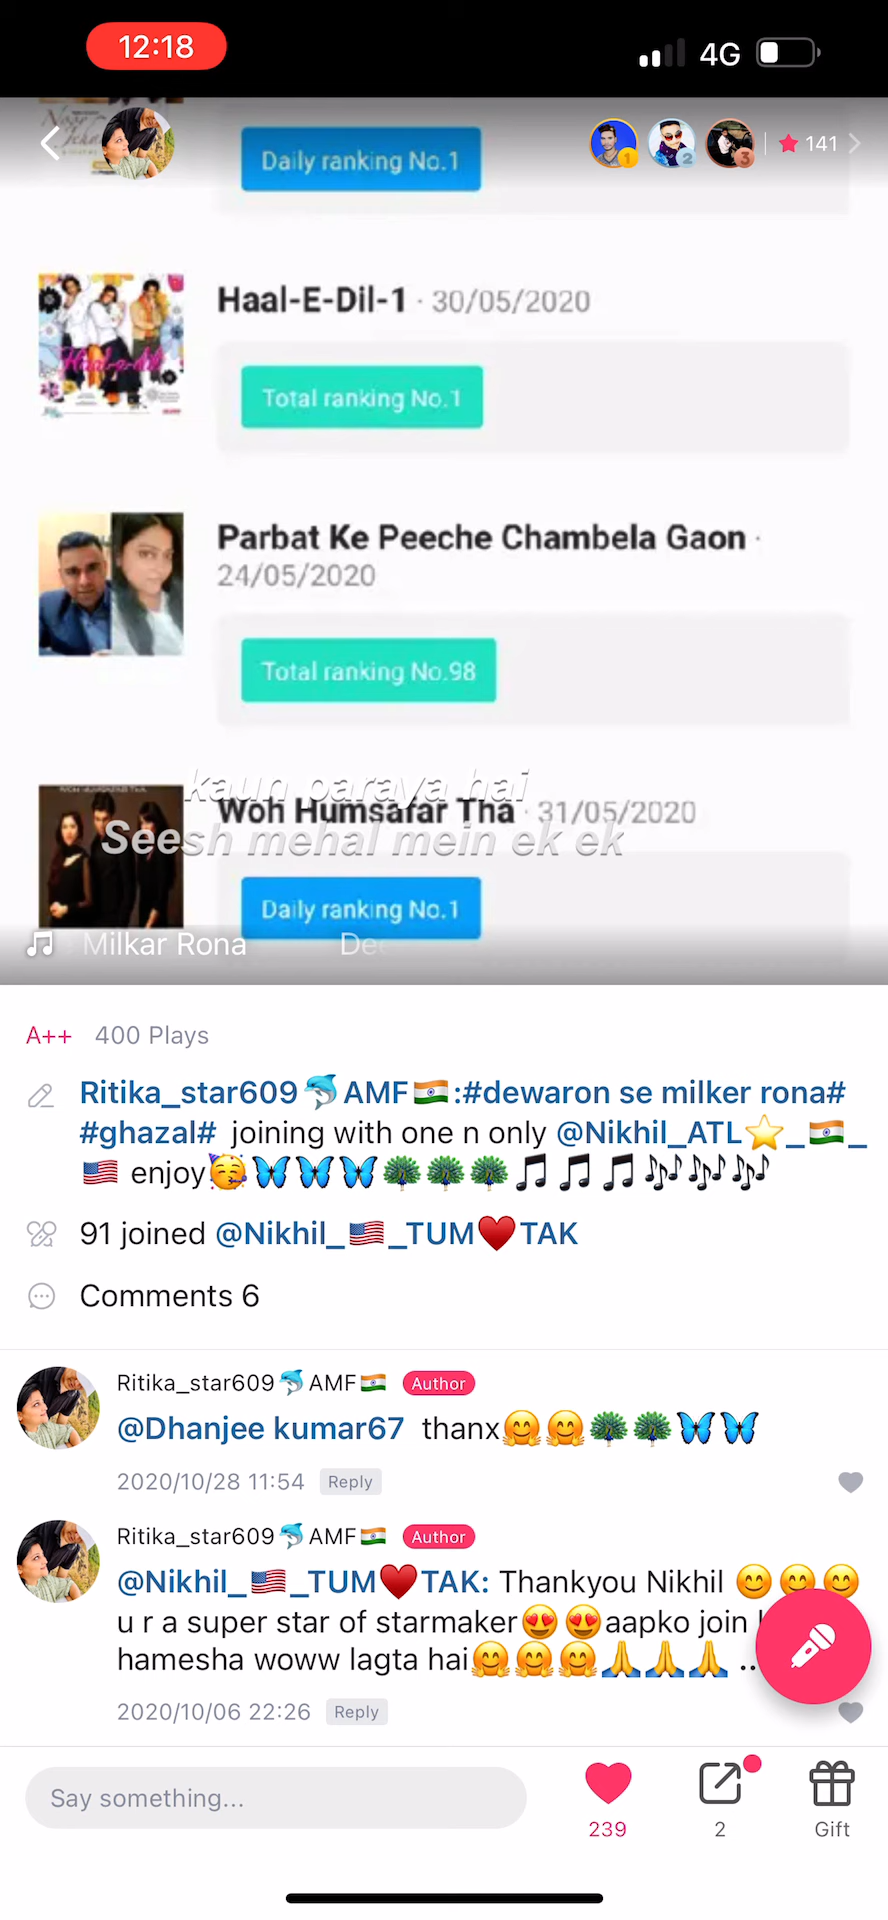 12:18
4G
Daily ranking No.1
1
2
3
141
Haal-E-Dil-1 · 30/05/2020
Haal-e-dil
Total ranking No.1
Parbat Ke Peeche Chambela Gaon ·
24/05/2020
Total ranking No.98
kaun paraya hai
Woh Humsafar Tha · 31/05/2020
Seesh mehal mein ek ek
Daily ranking No.1
Milkar Rona
A++ 400 Plays
Ritika_star609🐬AMF🇮🇳:#dewaron se milker rona#
#ghazal# joining with one n only @Nikhil_ATL⭐_🇮🇳_
🇺🇸 enjoy🥳🦋🦋🦋🦚🦚🦚🎵🎵🎵🎶🎶🎶
91 joined @Nikhil_🇺🇸_TUM♥️TAK
Comments 6
Ritika_star609🐬AMF🇮🇳 Author
@Dhanjee kumar67 thanx🤗🤗🦚🦚🦋🦋
2020/10/28 11:54 Reply
Ritika_star609🐬AMF🇮🇳 Author
@Nikhil_🇺🇸_TUM♥️TAK: Thankyou Nikhil 😊😊😊
u r a super star of starmaker😍😍aapko join
hamesha woww lagta hai🤗🤗🤗🙏🙏🙏 ..
2020/10/06 22:26 Reply
Say something...
239
2
Gift